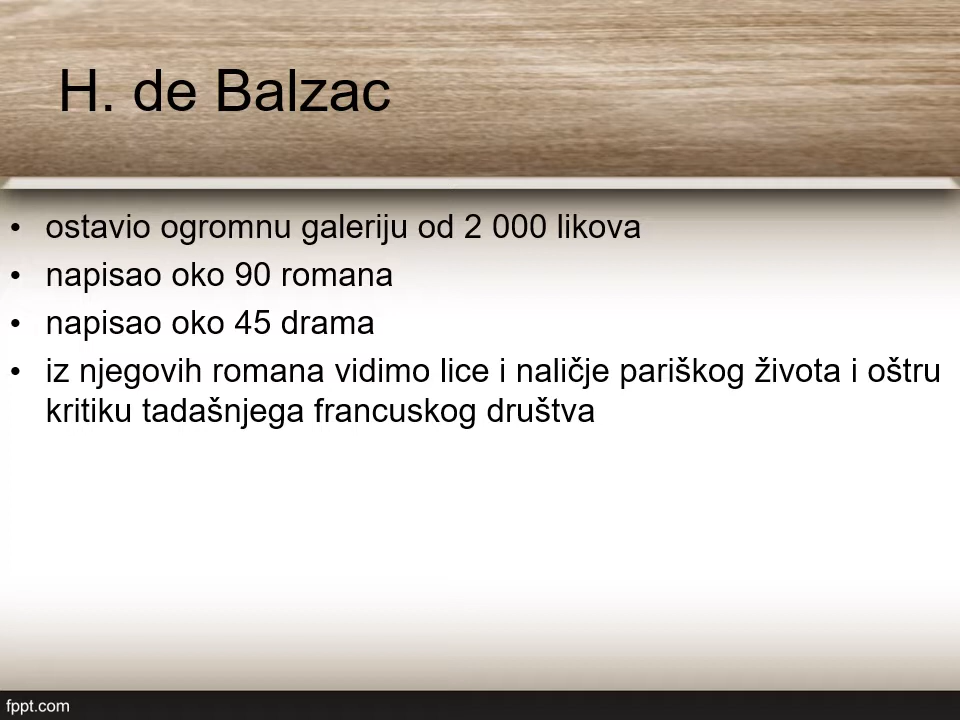 H. de Balzac
• ostavio ogromnu galeriju od 2 000 likova
• napisao oko 90 romana
• napisao oko 45 drama
• iz njegovih romana vidimo lice i naličje pariškog života i oštru
kritiku tadašnjega francuskog društva
fppt.com